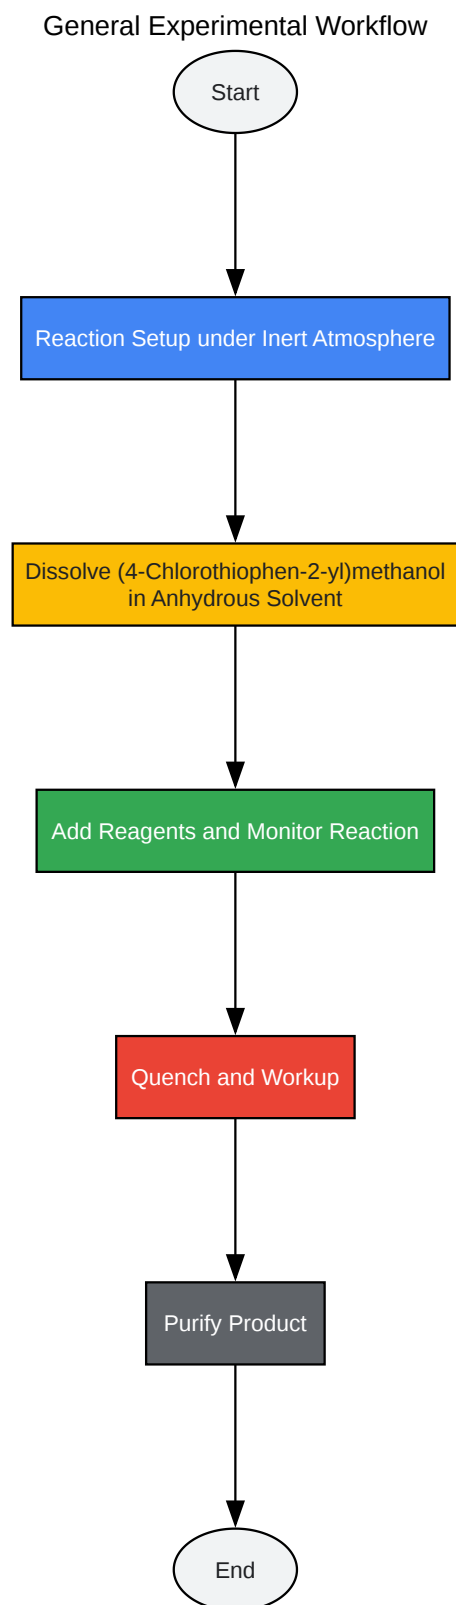 General Experimental Workflow
Start
Reaction Setup under Inert Atmosphere
Dissolve (4-Chlorothiophen-2-yl)methanol
in Anhydrous Solvent
Add Reagents and Monitor Reaction
Quench and Workup
Purify Product
End